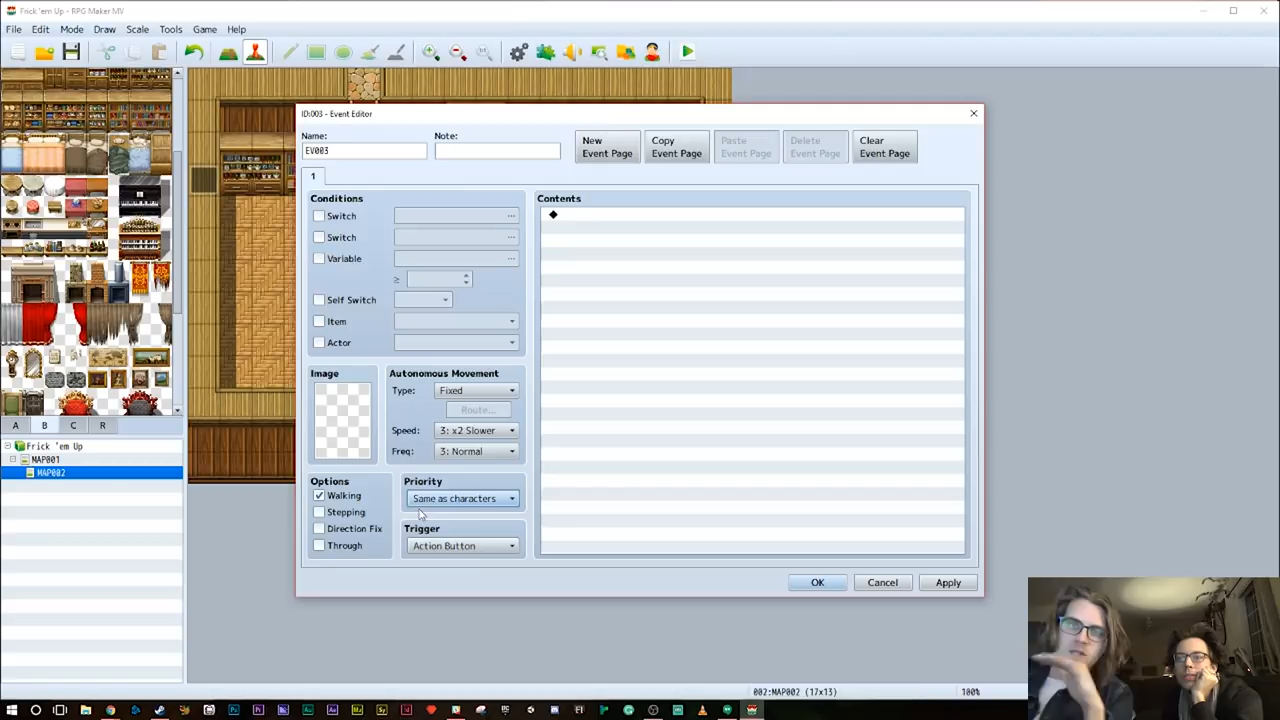 Frick 'em Up - RPG Maker MV
File Edit Mode Draw Scale Tools Game Help
ID:003 - Event Editor
Name:
Note:
EV003
New
Event Page
Copy
Event Page
Paste
Event Page
Delete
Event Page
Clear
Event Page
1
Conditions
Switch ...
Switch ...
Variable ...
≥
Self Switch
Item
Actor
Image
Autonomous Movement
Type: Fixed
Route...
Speed: 3: x2 Slower
Freq: 3: Normal
Options
Walking
Stepping
Direction Fix
Through
Priority
Same as characters
Trigger
Action Button
Contents
◆
OK Cancel Apply
A B C R
Frick 'em Up
MAP001
MAP002
002:MAP002 (17x13) 100%